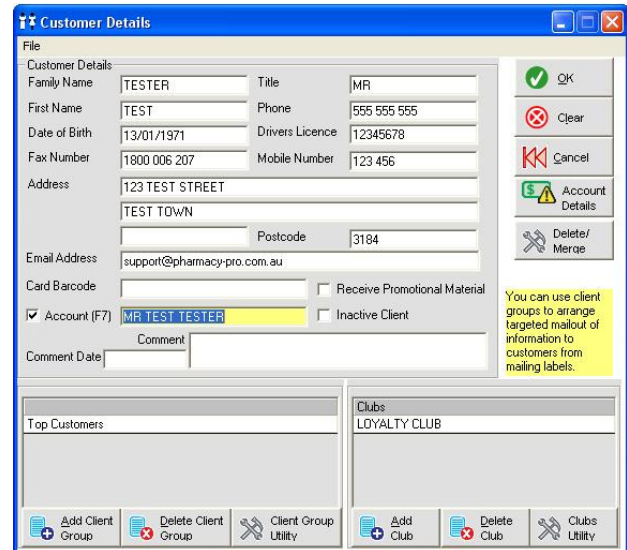 Customer Details
File
Customer Details
Family Name TESTER Title MR
First Name TEST Phone 555 555 555
Date of Birth 13/01/1971 Drivers Licence 12345678
Fax Number 1800 006 207 Mobile Number 123 456
Address 123 TEST STREET
TEST TOWN
Postcode 3184
Email Address support@pharmacy-pro.com.au
Card Barcode Receive Promotional Material
Account (F7) MR TEST TESTER Inactive Client
Comment
Comment Date
OK
Clear
Cancel
Account
Details
Delete/
Merge
You can use client
groups to arrange
targeted mailout of
information to
customers from
mailing labels.
Top Customers
Add Client
Group
Delete Client
Group
Client Group
Utility
Clubs
LOYALTY CLUB
Add
Club
Delete
Club
Clubs
Utility